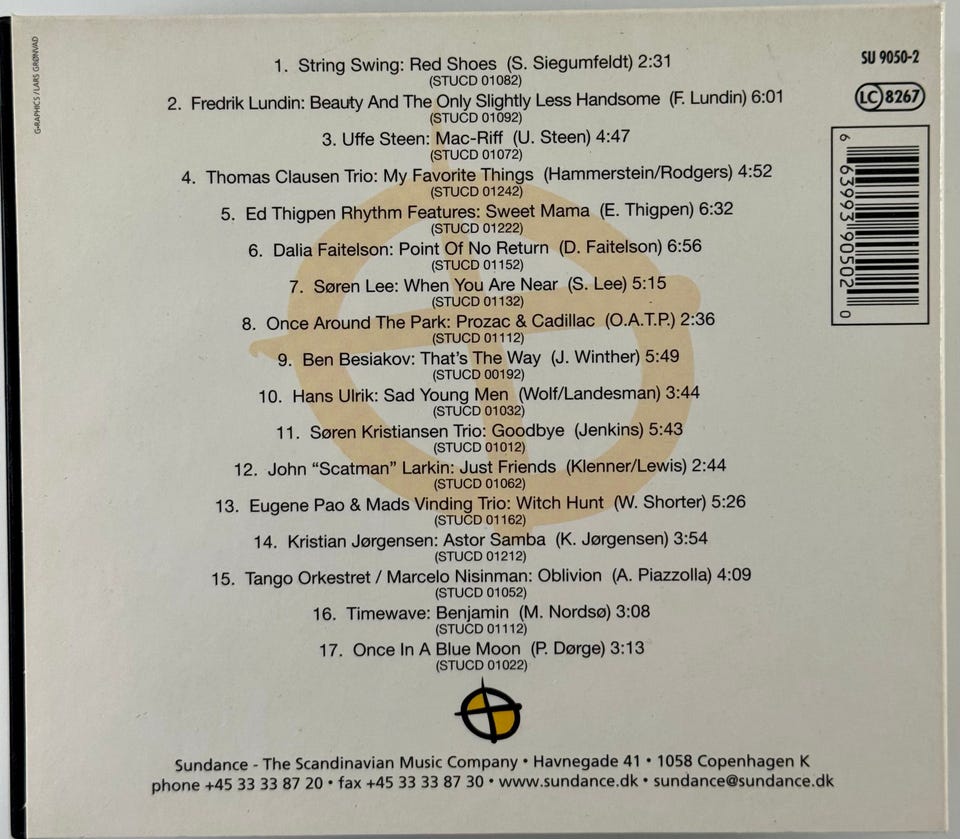 G-RAPHICS /LARS GRØNVAD
SU 9050-2
LC 8267
6 63993 90502 0
1. String Swing: Red Shoes (S. Siegumfeldt) 2:31
(STUCD 01082)
2. Fredrik Lundin: Beauty And The Only Slightly Less Handsome (F. Lundin) 6:01
(STUCD 01092)
3. Uffe Steen: Mac-Riff (U. Steen) 4:47
(STUCD 01072)
4. Thomas Clausen Trio: My Favorite Things (Hammerstein/Rodgers) 4:52
(STUCD 01242)
5. Ed Thigpen Rhythm Features: Sweet Mama (E. Thigpen) 6:32
(STUCD 01222)
6. Dalia Faitelson: Point Of No Return (D. Faitelson) 6:56
(STUCD 01152)
7. Søren Lee: When You Are Near (S. Lee) 5:15
(STUCD 01132)
8. Once Around The Park: Prozac & Cadillac (O.A.T.P.) 2:36
(STUCD 01112)
9. Ben Besiakov: That's The Way (J. Winther) 5:49
(STUCD 00192)
10. Hans Ulrik: Sad Young Men (Wolf/Landesman) 3:44
(STUCD 01032)
11. Søren Kristiansen Trio: Goodbye (Jenkins) 5:43
(STUCD 01012)
12. John “Scatman” Larkin: Just Friends (Klenner/Lewis) 2:44
(STUCD 01062)
13. Eugene Pao & Mads Vinding Trio: Witch Hunt (W. Shorter) 5:26
(STUCD 01162)
14. Kristian Jørgensen: Astor Samba (K. Jørgensen) 3:54
(STUCD 01212)
15. Tango Orkestret / Marcelo Nisinman: Oblivion (A. Piazzolla) 4:09
(STUCD 01052)
16. Timewave: Benjamin (M. Nordsø) 3:08
(STUCD 01112)
17. Once In A Blue Moon (P. Dørge) 3:13
(STUCD 01022)
Sundance - The Scandinavian Music Company • Havnegade 41 • 1058 Copenhagen K
phone +45 33 33 87 20 • fax +45 33 33 87 30 • www.sundance.dk • sundance@sundance.dk